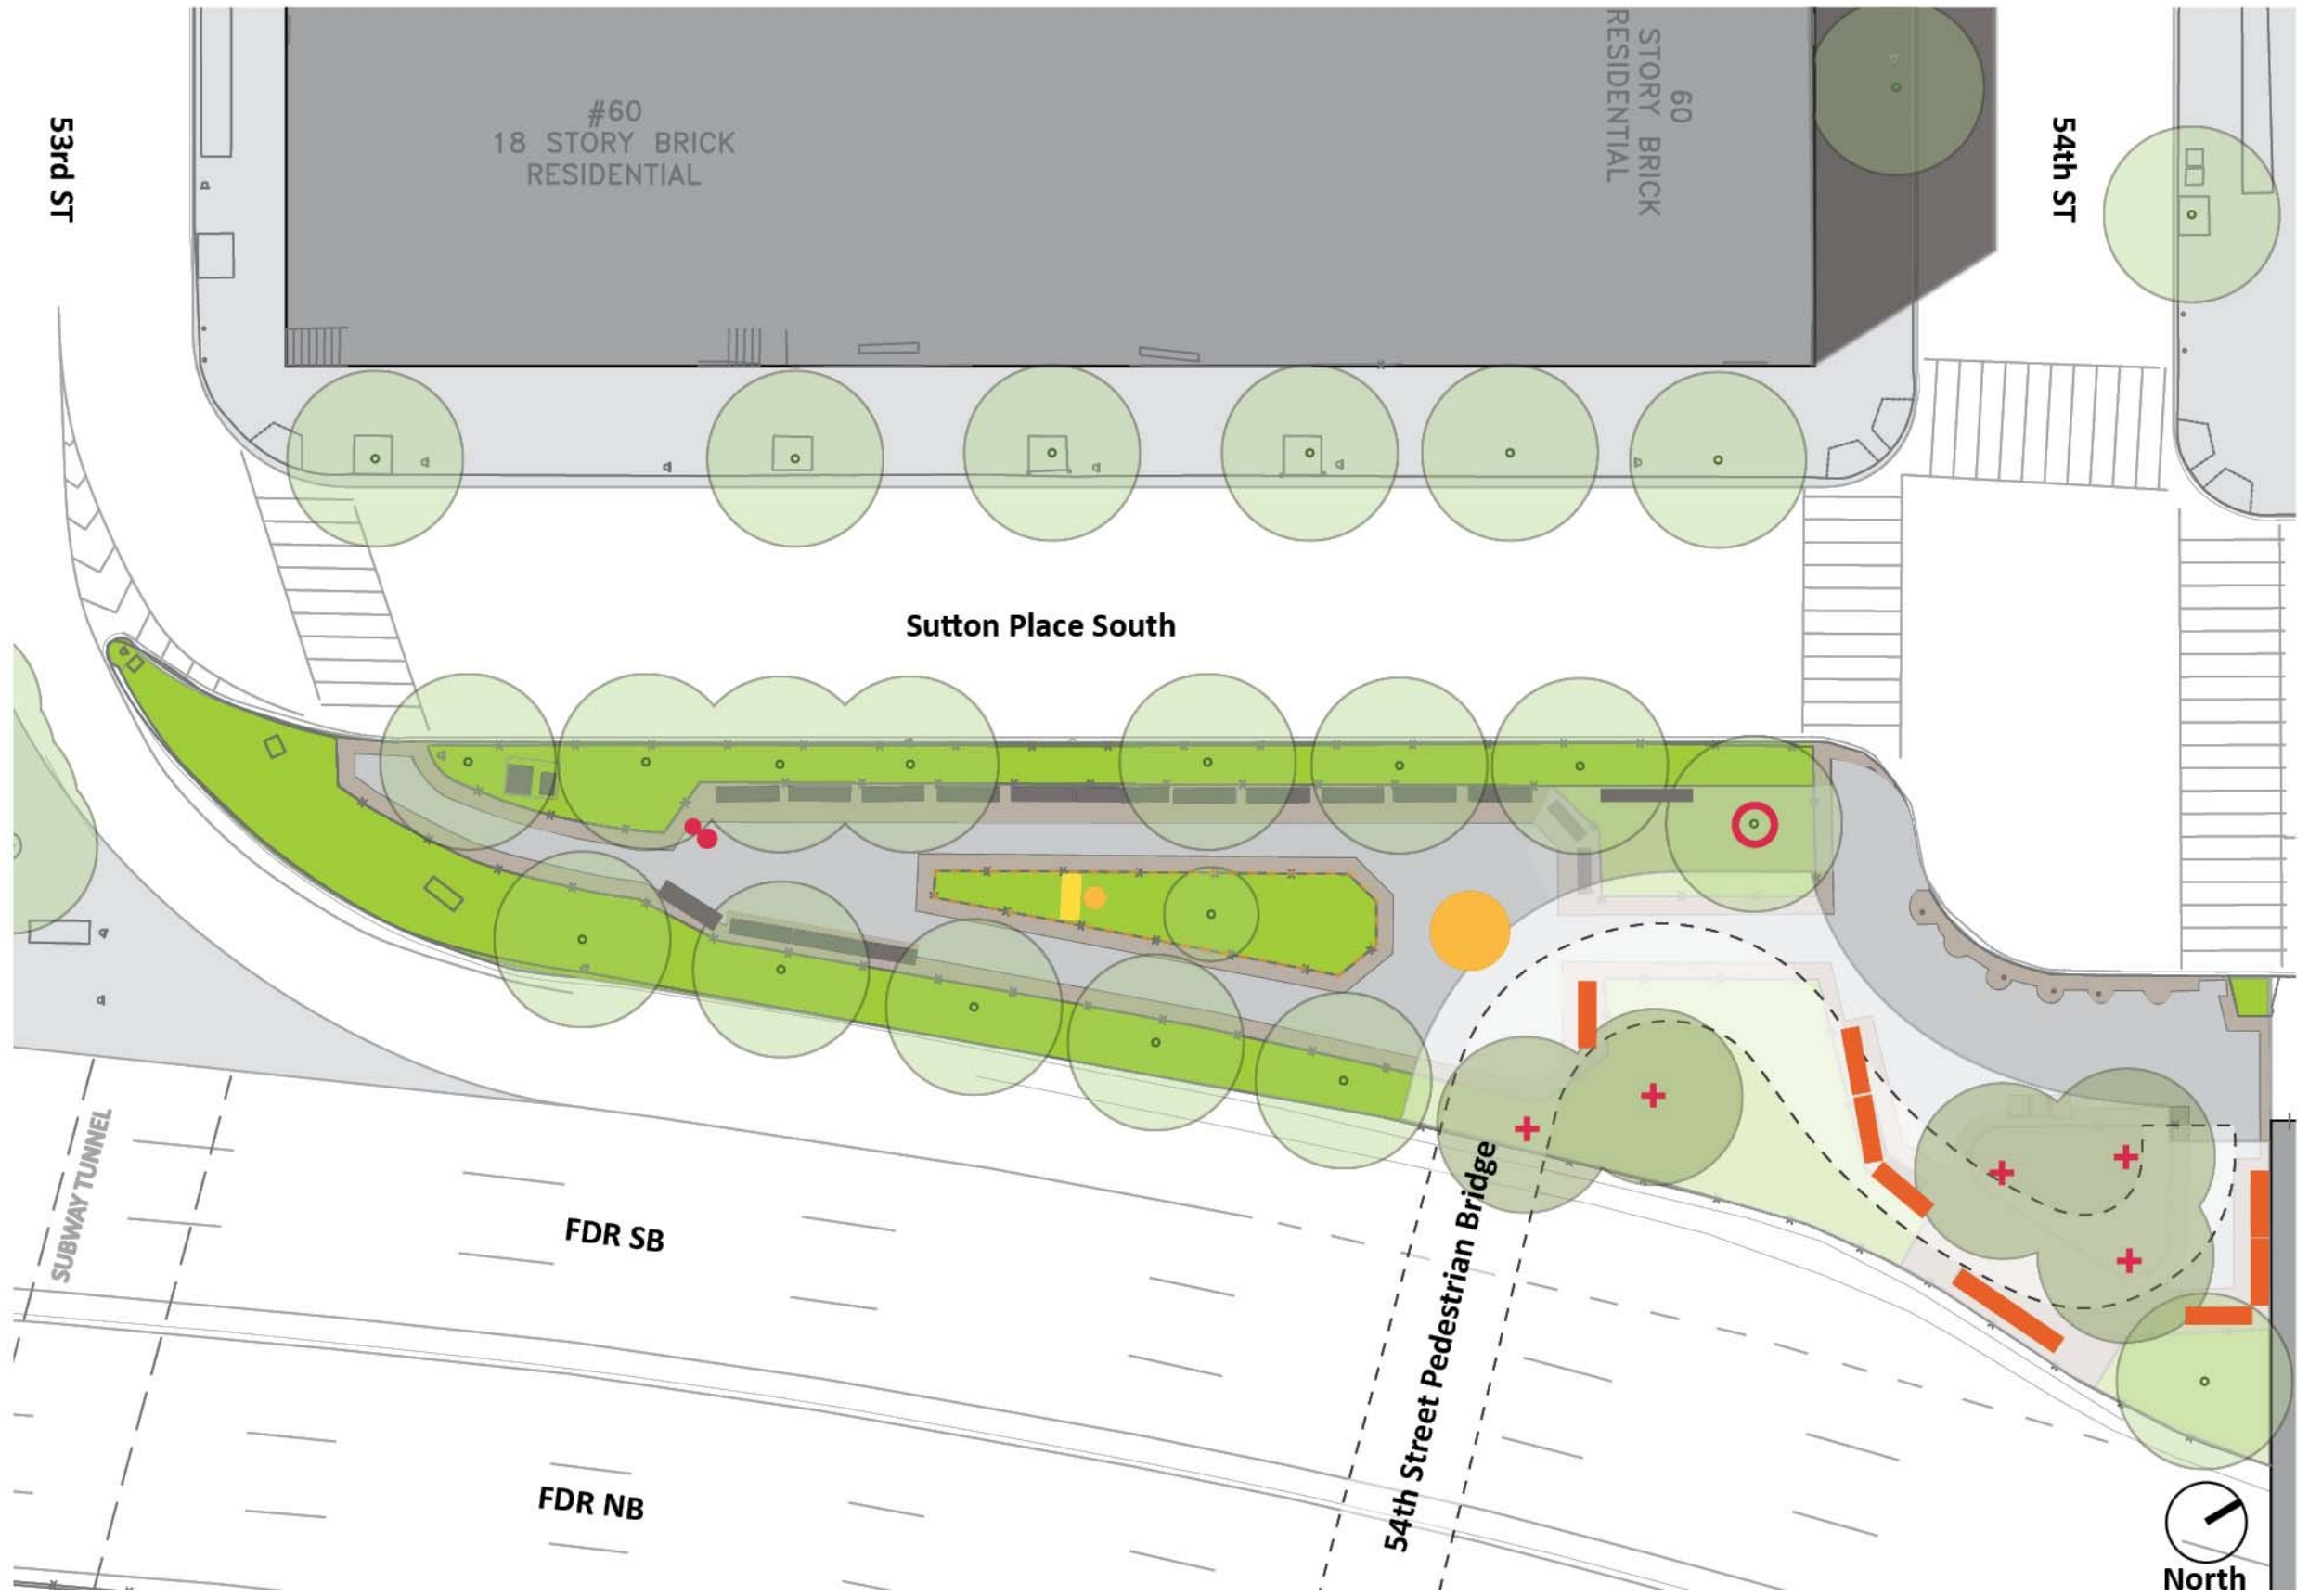 53rd ST
#60
18 STORY BRICK
RESIDENTIAL
60
STORY BRICK
RESIDENTIAL
54th ST
Sutton Place South
SUBWAY TUNNEL
FDR SB
54th Street Pedestrian Bridge
FDR NB
North